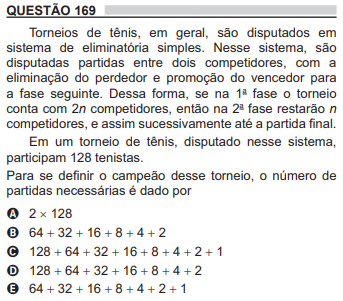 QUESTÃO 169
Torneios de tênis, em geral, são disputados em
sistema de eliminatória simples. Nesse sistema, são
disputadas partidas entre dois competidores, com a
eliminação do perdedor e promoção do vencedor para
a fase seguinte. Dessa forma, se na 1ª fase o torneio
conta com 2n competidores, então na 2ª fase restarão n
competidores, e assim sucessivamente até a partida final.
Em um torneio de tênis, disputado nesse sistema,
participam 128 tenistas.
Para se definir o campeão desse torneio, o número de
partidas necessárias é dado por
A 2 × 128
B 64 + 32 + 16 + 8 + 4 + 2
C 128 + 64 + 32 + 16 + 8 + 4 + 2 + 1
D 128 + 64 + 32 + 16 + 8 + 4 + 2
E 64 + 32 + 16 + 8 + 4 + 2 + 1